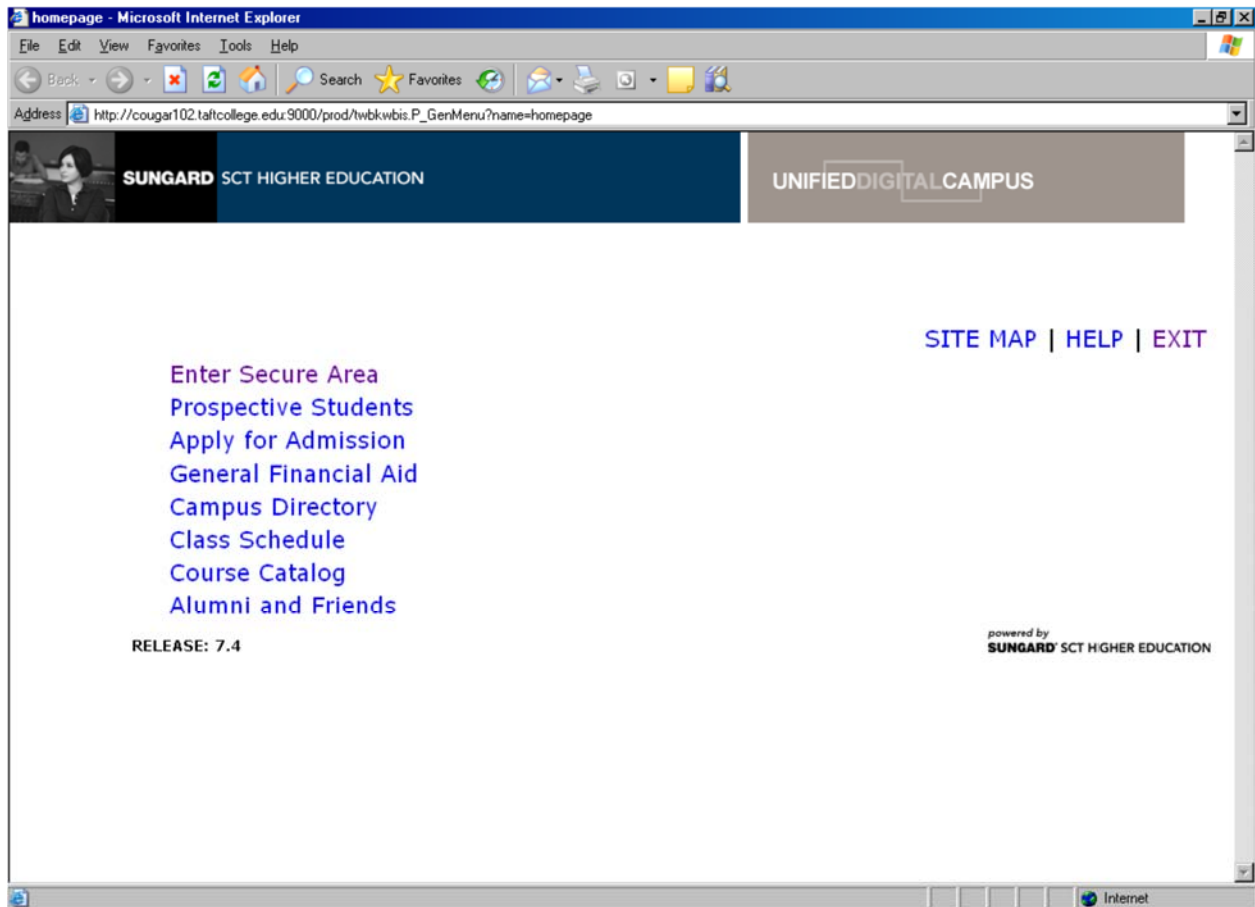 homepage - Microsoft Internet Explorer
File Edit View Favorites Tools Help
Back Search Favorites
Address http://cougar102.taftcollege.edu:9000/prod/twbkwbis.P_GenMenu?name=homepage
SUNGARD SCT HIGHER EDUCATION UNIFIEDDIGITALCAMPUS
SITE MAP | HELP | EXIT
Enter Secure Area
Prospective Students
Apply for Admission
General Financial Aid
Campus Directory
Class Schedule
Course Catalog
Alumni and Friends
RELEASE: 7.4
powered by
SUNGARD SCT HIGHER EDUCATION
Internet